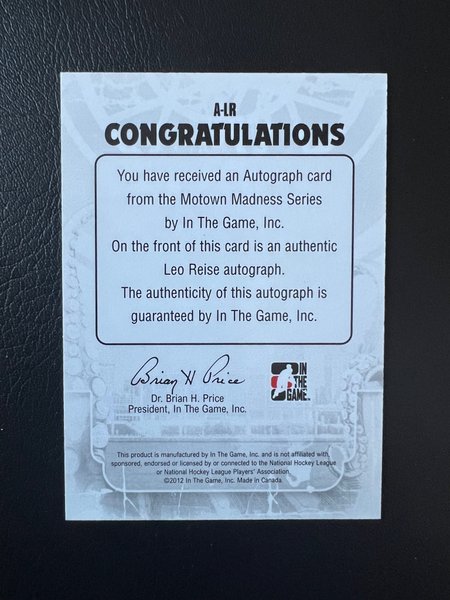 A-LR
CONGRATULATIONS
You have received an Autograph card
from the Motown Madness Series
by In The Game, Inc.
On the front of this card is an authentic
Leo Reise autograph.
The authenticity of this autograph is
guaranteed by In The Game, Inc.
Brian H Price
Dr. Brian H. Price
President, In The Game, Inc.
IN
THE
GAME
This product is manufactured by In The Game, Inc. and is not affiliated with,
sponsored, endorsed or licensed by or connected to the National Hockey League
or National Hockey League Players' Association.
©2012 In The Game, Inc. Made in Canada